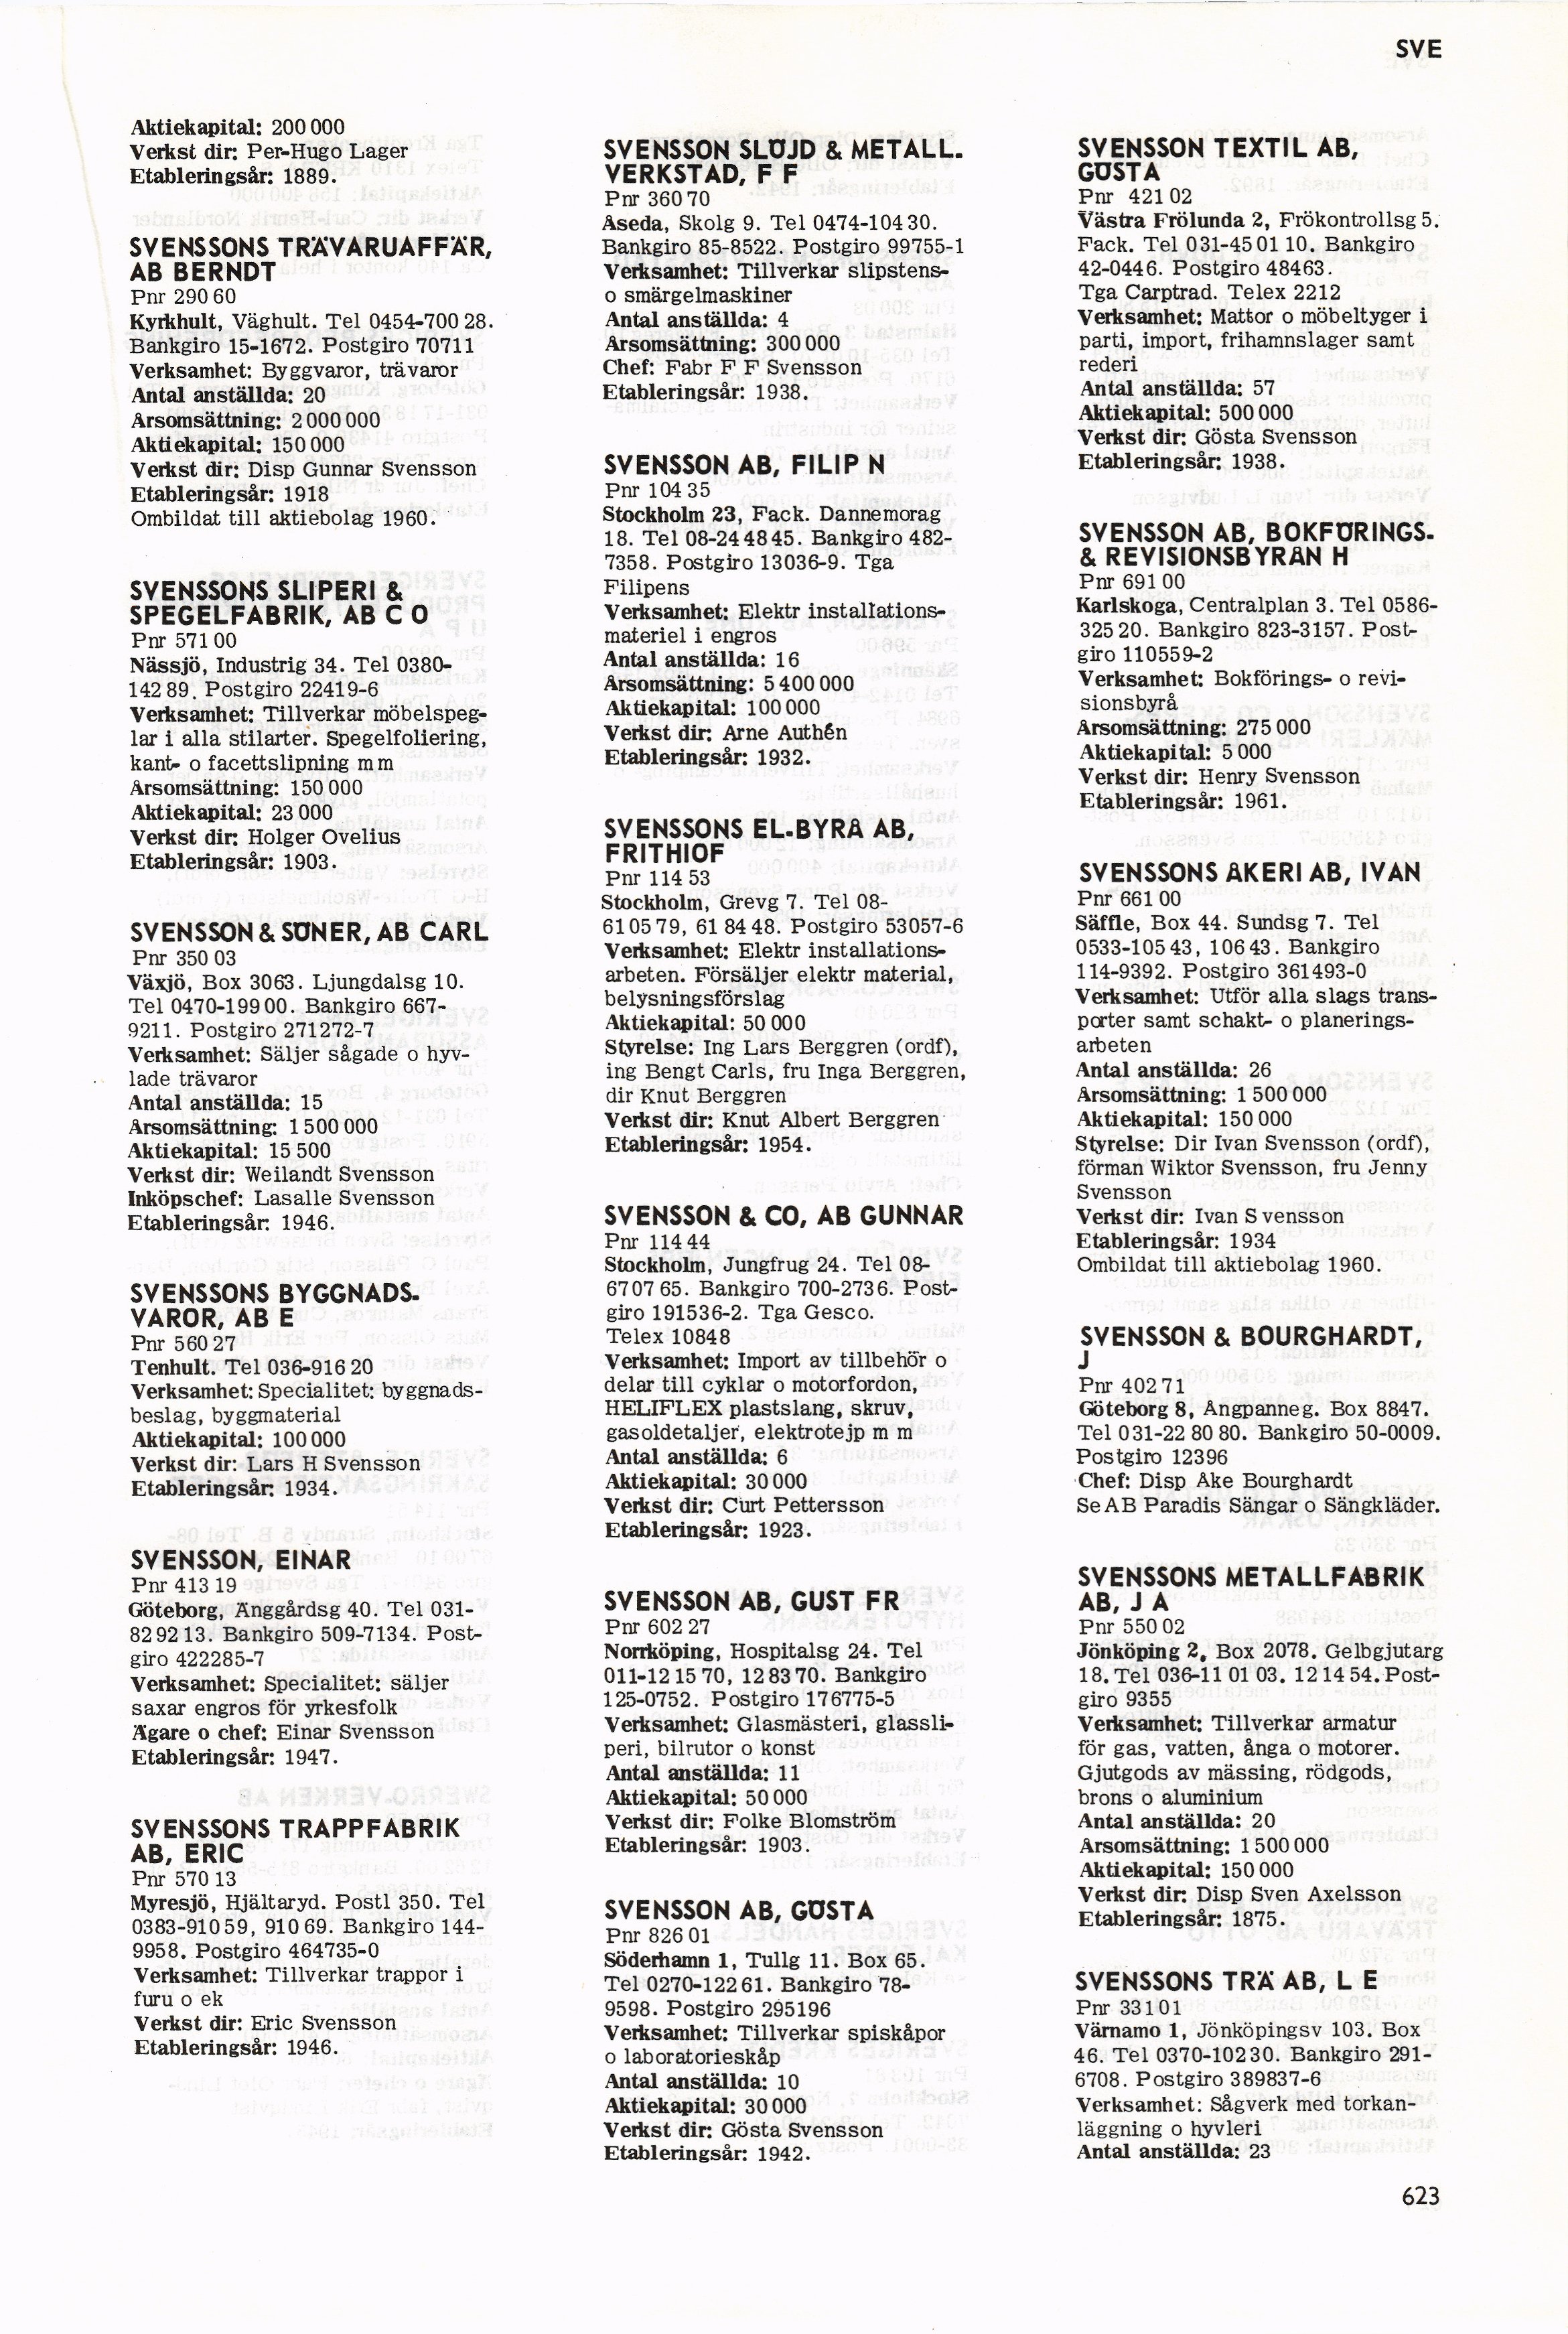 SVE
Aktiekapital: 200 000
Verkst dir: Per-Hugo Lager
Etableringsår: 1889.
SVENSSONS TRÄVARUAFFÄR,
AB BERNDT
Pnr 290 60
Kyrkhult, Väghult. Tel 0454-700 28.
Bankgiro 15-1672. Postgiro 70711
Verksamhet: Byggvaror, trävaror
Antal anställda: 20
Årsomsättning: 2 000 000
Aktiekapital: 150 000
Verkst dir: Disp Gunnar Svensson
Etableringsår: 1918
Ombildat till aktiebolag 1960.
SVENSSONS SLIPERI &
SPEGELFABRIK, AB C O
Pnr 571 00
Nässjö, Industrig 34. Tel 0380-
142 89. Postgiro 22419-6
Verksamhet: Tillverkar möbelspeg-
lar i alla stilarter. Spegelfoliering,
kant- o facettslipning m m
Årsomsättning: 150 000
Aktiekapital: 23 000
Verkst dir: Holger Ovelius
Etableringsår: 1903.
SVENSSON & SÖNER, AB CARL
Pnr 350 03
Växjö, Box 3063. Ljungdalsg 10.
Tel 0470-199 00. Bankgiro 667-
9211. Postgiro 271272-7
Verksamhet: Säljer sågade o hyv-
lade trävaror
Antal anställda: 15
Årsomsättning: 1 500 000
Aktiekapital: 15 500
Verkst dir: Weilandt Svensson
Inköpschef: Lasalle Svensson
Etableringsår: 1946.
SVENSSONS BYGGNADS-
VAROR, AB E
Pnr 560 27
Tenhult. Tel 036-916 20
Verksamhet: Specialitet: byggnads-
beslag, byggmaterial
Aktiekapital: 100 000
Verkst dir: Lars H Svensson
Etableringsår: 1934.
SVENSSON, EINAR
Pnr 413 19
Göteborg, Änggårdsg 40. Tel 031-
82 92 13. Bankgiro 509-7134. Post-
giro 422285-7
Verksamhet: Specialitet: säljer
saxar engros för yrkesfolk
Ägare o chef: Einar Svensson
Etableringsår: 1947.
SVENSSONS TRAPPFABRIK
AB, ERIC
Pnr 570 13
Myresjö, Hjältaryd. Postl 350. Tel
0383-910 59, 910 69. Bankgiro 144-
9958. Postgiro 464735-0
Verksamhet: Tillverkar trappor i
furu o ek
Verkst dir: Eric Svensson
Etableringsår: 1946.
SVENSSON SLÖJD & METALL-
VERKSTAD, F F
Pnr 360 70
Åseda, Skolg 9. Tel 0474-104 30.
Bankgiro 85-8522. Postgiro 99755-1
Verksamhet: Tillverkar slipstens-
o smärgelmaskiner
Antal anställda: 4
Årsomsättning: 300 000
Chef: Fabr F F Svensson
Etableringsår: 1938.
SVENSSON AB, FILIP N
Pnr 104 35
Stockholm 23, Fack. Dannemorag
18. Tel 08-24 48 45. Bankgiro 482-
7358. Postgiro 13036-9. Tga
Filipens
Verksamhet: Elektr installations-
materiel i engros
Antal anställda: 16
Årsomsättning: 5 400 000
Aktiekapital: 100 000
Verkst dir: Arne Authén
Etableringsår: 1932.
SVENSSONS EL-BYRÅ AB,
FRITHIOF
Pnr 114 53
Stockholm, Grevg 7. Tel 08-
61 05 79, 61 84 48. Postgiro 53057-6
Verksamhet: Elektr installations-
arbeten. Försäljer elektr material,
belysningsförslag
Aktiekapital: 50 000
Styrelse: Ing Lars Berggren (ordf),
ing Bengt Carls, fru Inga Berggren,
dir Knut Berggren
Verkst dir: Knut Albert Berggren
Etableringsår: 1954.
SVENSSON & CO, AB GUNNAR
Pnr 114 44
Stockholm, Jungfrug 24. Tel 08-
67 07 65. Bankgiro 700-2736. Post-
giro 191536-2. Tga Gesco.
Telex 10848
Verksamhet: Import av tillbehör o
delar till cyklar o motorfordon,
HELIFLEX plastslang, skruv,
gasoldetaljer, elektrotejp m m
Antal anställda: 6
Aktiekapital: 30 000
Verkst dir: Curt Pettersson
Etableringsår: 1923.
SVENSSON AB, GUST FR
Pnr 602 27
Norrköping, Hospitalsg 24. Tel
011-12 15 70, 12 83 70. Bankgiro
125-0752. Postgiro 176775-5
Verksamhet: Glasmästeri, glassli-
peri, bilrutor o konst
Antal anställda: 11
Aktiekapital: 50 000
Verkst dir: Folke Blomström
Etableringsår: 1903.
SVENSSON AB, GÖSTA
Pnr 826 01
Söderhamn 1, Tullg 11. Box 65.
Tel 0270-122 61. Bankgiro 78-
9598. Postgiro 295196
Verksamhet: Tillverkar spiskåpor
o laboratorieskåp
Antal anställda: 10
Aktiekapital: 30 000
Verkst dir: Gösta Svensson
Etableringsår: 1942.
SVENSSON TEXTIL AB,
GÖSTA
Pnr 421 02
Västra Frölunda 2, Frökontrollsg 5.
Fack. Tel 031-45 01 10. Bankgiro
42-0446. Postgiro 48463.
Tga Carptrad. Telex 2212
Verksamhet: Mattor o möbeltyger i
parti, import, frihamnslager samt
rederi
Antal anställda: 57
Aktiekapital: 500 000
Verkst dir: Gösta Svensson
Etableringsår: 1938.
SVENSSON AB, BOKFÖRINGS-
& REVISIONSBYRÅN H
Pnr 691 00
Karlskoga, Centralplan 3. Tel 0586-
325 20. Bankgiro 823-3157. Post-
giro 110559-2
Verksamhet: Bokförings- o revi-
sionsbyrå
Årsomsättning: 275 000
Aktiekapital: 5 000
Verkst dir: Henry Svensson
Etableringsår: 1961.
SVENSSONS ÅKERI AB, IVAN
Pnr 661 00
Säffle, Box 44. Sundsg 7. Tel
0533-105 43, 106 43. Bankgiro
114-9392. Postgiro 361493-0
Verksamhet: Utför alla slags trans-
porter samt schakt- o planerings-
arbeten
Antal anställda: 26
Årsomsättning: 1 500 000
Aktiekapital: 150 000
Styrelse: Dir Ivan Svensson (ordf),
förman Wiktor Svensson, fru Jenny
Svensson
Verkst dir: Ivan Svensson
Etableringsår: 1934
Ombildat till aktiebolag 1960.
SVENSSON & BOURGHARDT,
J
Pnr 402 71
Göteborg 8, Ångpanneg. Box 8847.
Tel 031-22 80 80. Bankgiro 50-0009.
Postgiro 12396
Chef: Disp Åke Bourghardt
Se AB Paradis Sängar o Sängkläder.
SVENSSONS METALLFABRIK
AB, J A
Pnr 550 02
Jönköping 2, Box 2078. Gelbgjutarg
18. Tel 036-11 01 03. 12 14 54. Post-
giro 9355
Verksamhet: Tillverkar armatur
för gas, vatten, ånga o motorer.
Gjutgods av mässing, rödgods,
brons o aluminium
Antal anställda: 20
Årsomsättning: 1 500 000
Aktiekapital: 150 000
Verkst dir: Disp Sven Axelsson
Etableringsår: 1875.
SVENSSONS TRÄ AB, L E
Pnr 331 01
Värnamo 1, Jönköpingsv 103. Box
46. Tel 0370-102 30. Bankgiro 291-
6708. Postgiro 389837-6
Verksamhet: Sågverk med torkan-
läggning o hyvleri
Antal anställda: 23
623